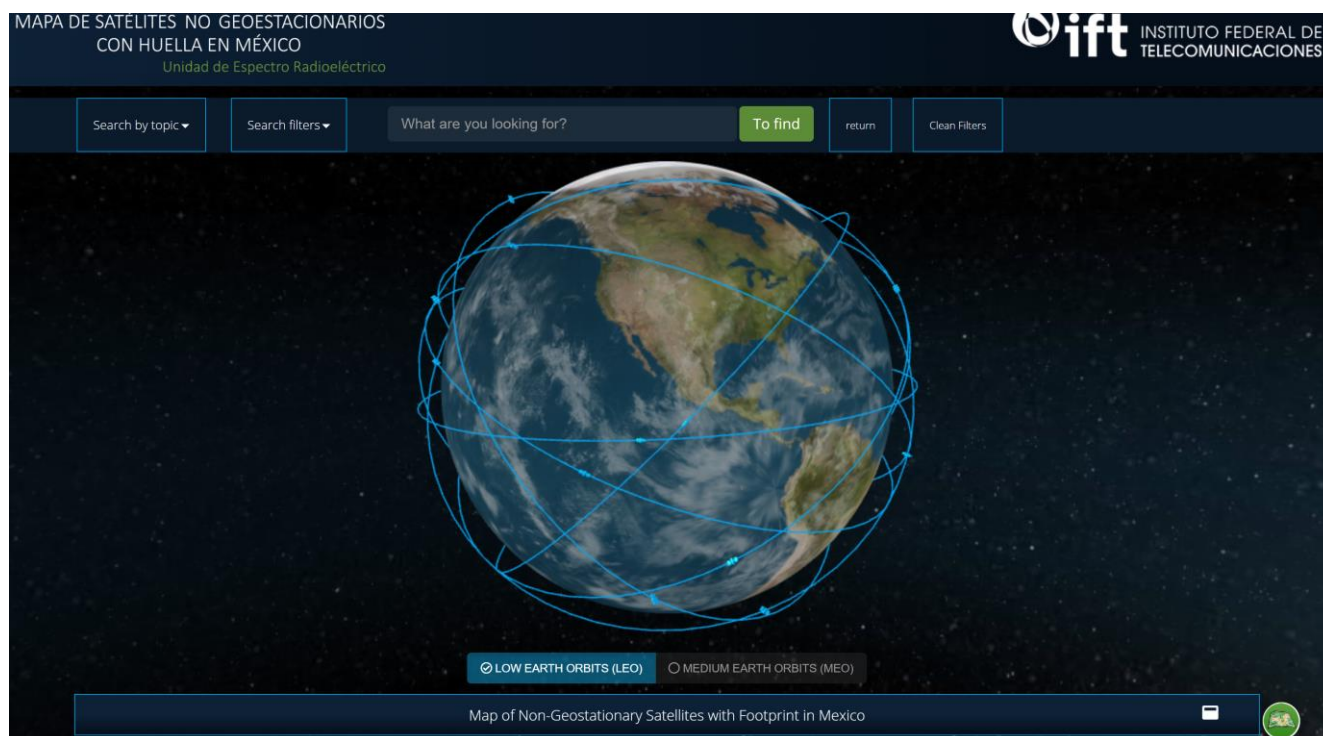 MAPA DE SATÉLITES NO GEOESTACIONARIOS
CON HUELLA EN MÉXICO
Unidad de Espectro Radioeléctrico
ift INSTITUTO FEDERAL DE
TELECOMUNICACIONES
Search by topic
Search filters
What are you looking for?
To find
return
Clean Filters
LOW EARTH ORBITS (LEO)
MEDIUM EARTH ORBITS (MEO)
Map of Non-Geostationary Satellites with Footprint in Mexico